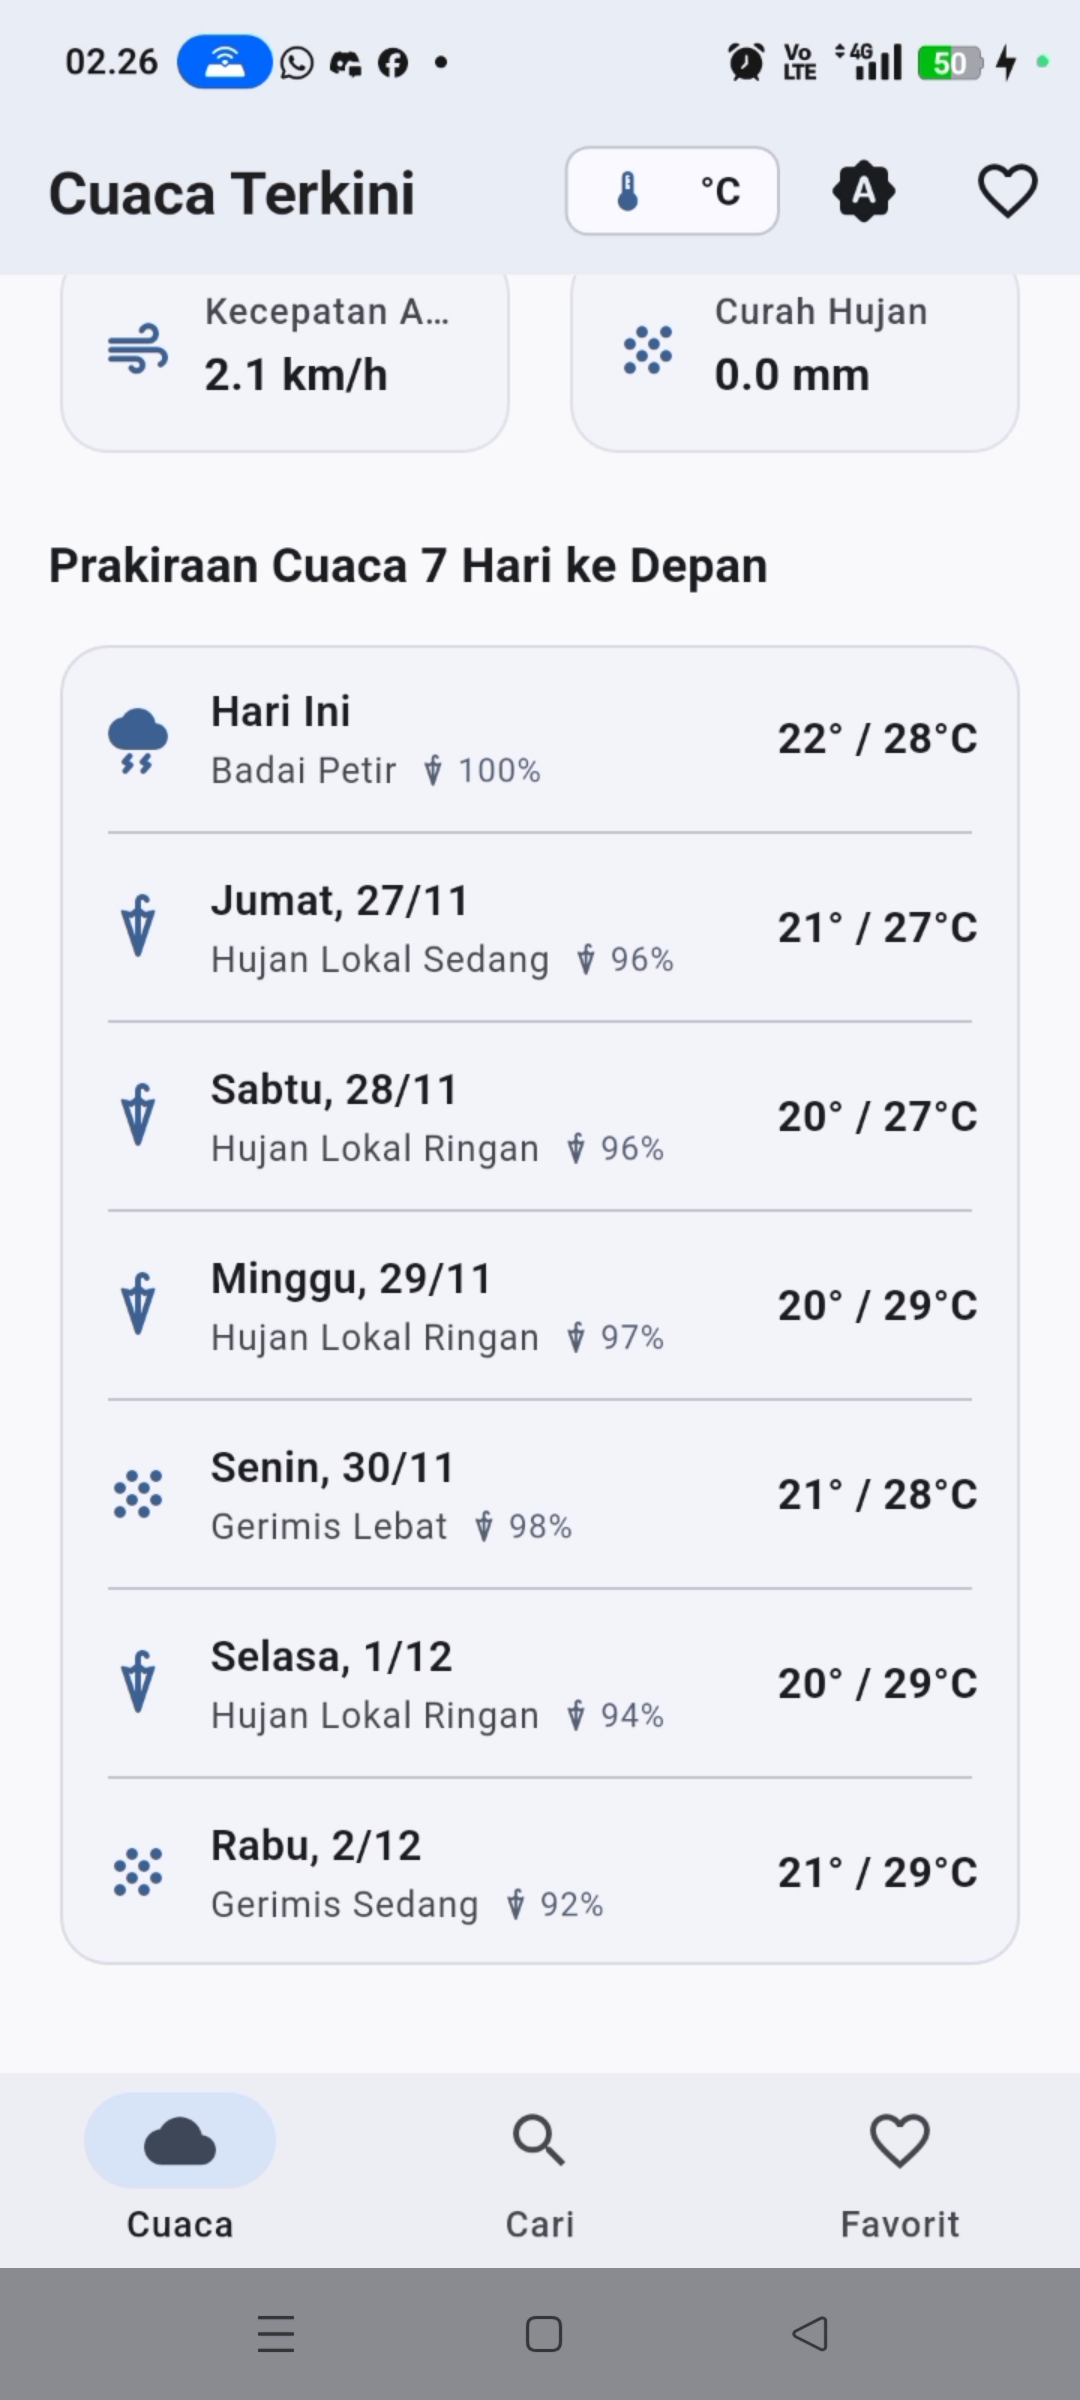 02.26
Vo LTE 4G 50
Cuaca Terkini
°C
A
Kecepatan A...
2.1 km/h
Curah Hujan
0.0 mm
Prakiraan Cuaca 7 Hari ke Depan
Hari Ini
22° / 28°C
Badai Petir 100%
Jumat, 27/11
21° / 27°C
Hujan Lokal Sedang 96%
Sabtu, 28/11
20° / 27°C
Hujan Lokal Ringan 96%
Minggu, 29/11
20° / 29°C
Hujan Lokal Ringan 97%
Senin, 30/11
21° / 28°C
Gerimis Lebat 98%
Selasa, 1/12
20° / 29°C
Hujan Lokal Ringan 94%
Rabu, 2/12
21° / 29°C
Gerimis Sedang 92%
Cuaca
Cari
Favorit